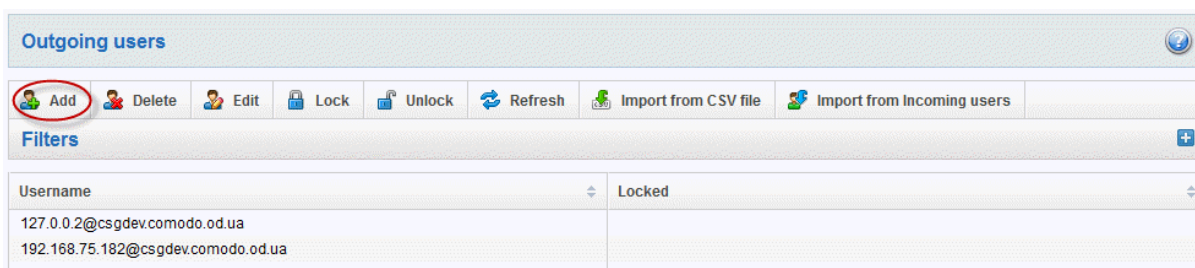 Outgoing users
Add Delete Edit Lock Unlock Refresh Import from CSV file Import from Incoming users
Filters
Username Locked
127.0.0.2@csgdev.comodo.od.ua
192.168.75.182@csgdev.comodo.od.ua